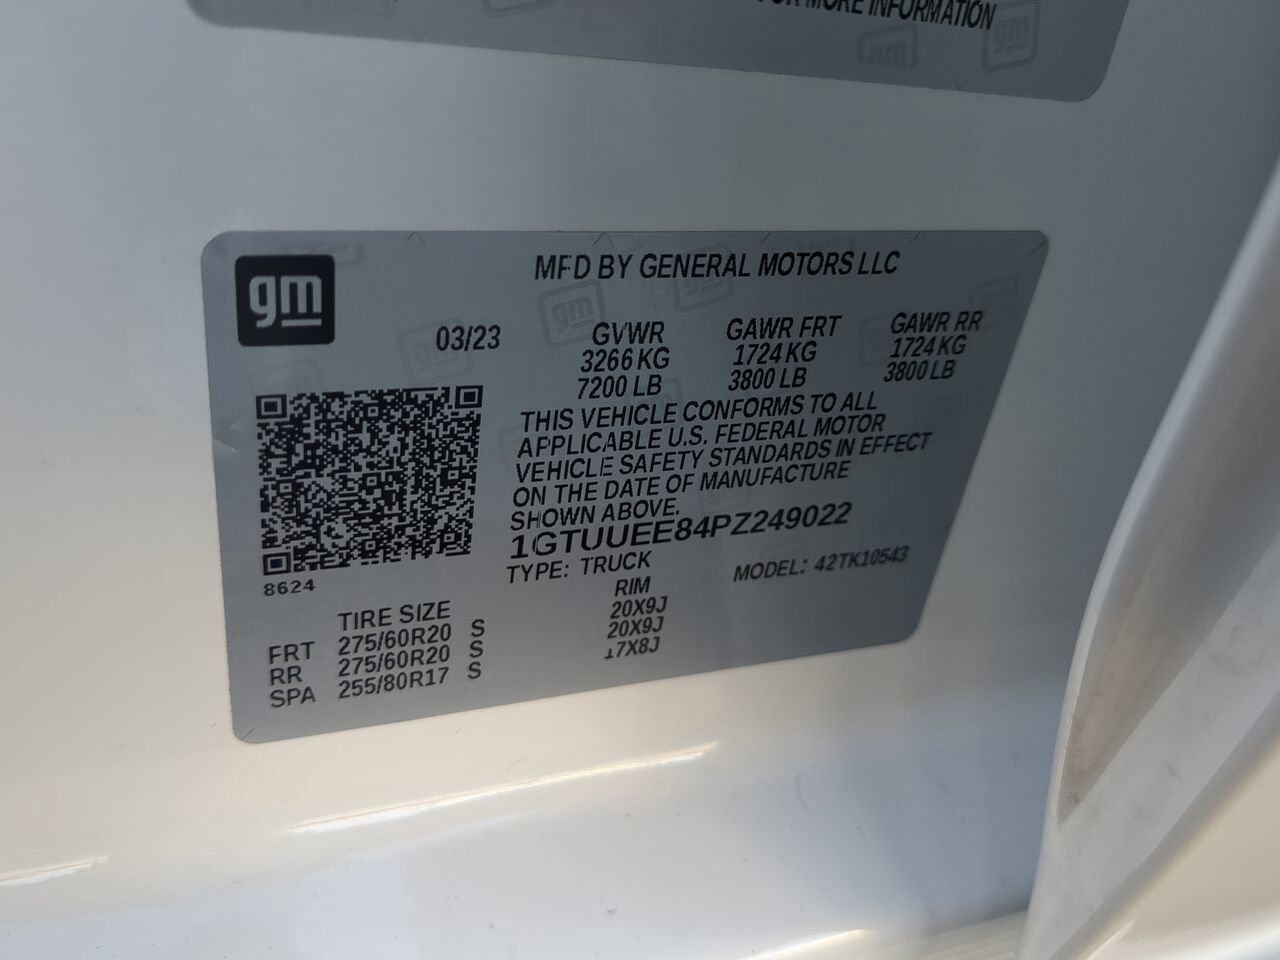 FOR MORE INFORMATION
gm
MFD BY GENERAL MOTORS LLC
03/23
GVWR GAWR FRT GAWR RR
3266 KG 1724 KG 1724 KG
7200 LB 3800 LB 3800 LB
THIS VEHICLE CONFORMS TO ALL
APPLICABLE U.S. FEDERAL MOTOR
VEHICLE SAFETY STANDARDS IN EFFECT
ON THE DATE OF MANUFACTURE
SHOWN ABOVE.
1GTUUEE84PZ249022
TYPE: TRUCK MODEL: 42TK10543
8624
TIRE SIZE RIM
FRT 275/60R20 S 20X9J
RR 275/60R20 S 20X9J
SPA 255/80R17 S 17X8J